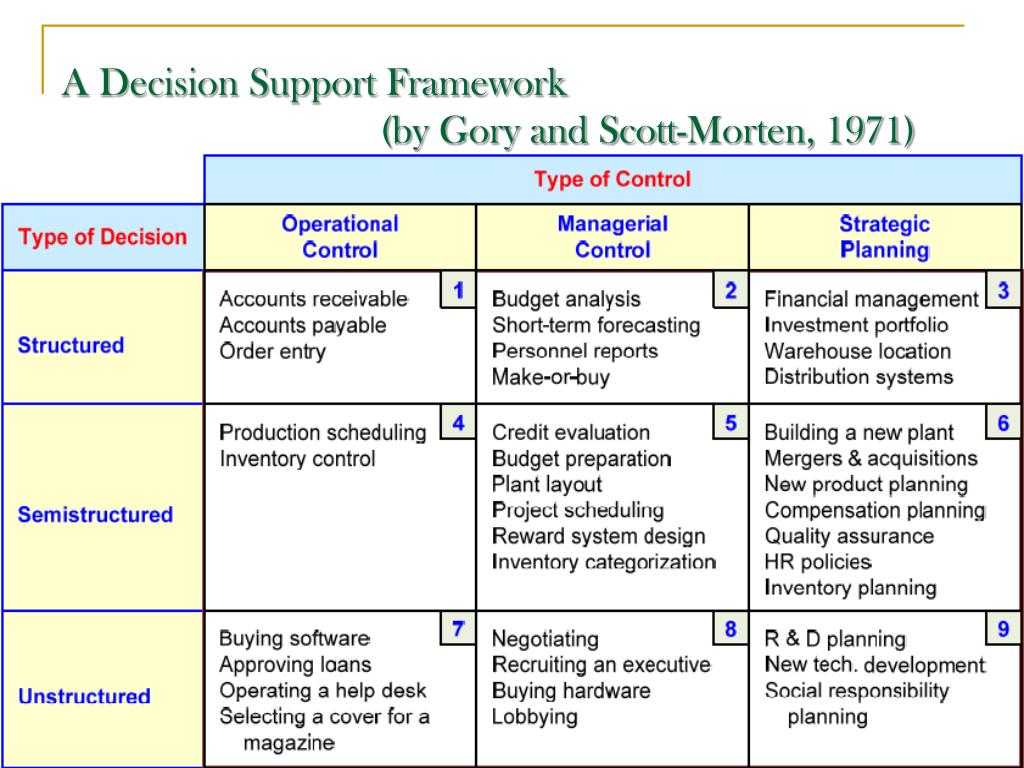 A Decision Support Framework
(by Gory and Scott-Morten, 1971)
Type of Control
Type of Decision
Operational
Control
Managerial
Control
Strategic
Planning
Structured
1
Accounts receivable
Accounts payable
Order entry
2
Budget analysis
Short-term forecasting
Personnel reports
Make-or-buy
3
Financial management
Investment portfolio
Warehouse location
Distribution systems
Semistructured
4
Production scheduling
Inventory control
5
Credit evaluation
Budget preparation
Plant layout
Project scheduling
Reward system design
Inventory categorization
6
Building a new plant
Mergers & acquisitions
New product planning
Compensation planning
Quality assurance
HR policies
Inventory planning
Unstructured
7
Buying software
Approving loans
Operating a help desk
Selecting a cover for a
magazine
8
Negotiating
Recruiting an executive
Buying hardware
Lobbying
9
R & D planning
New tech. development
Social responsibility
planning